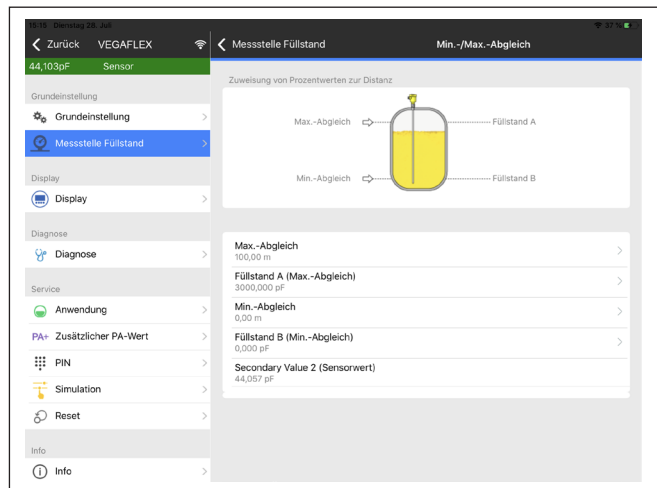 15:15 Dienstag 28. Juli
37 %
Zurück VEGAFLEX
Messstelle Füllstand
Min.-/Max.-Abgleich
44,103pF Sensor
Grundeinstellung
Grundeinstellung
Messstelle Füllstand
Display
Display
Diagnose
Diagnose
Service
Anwendung
PA+ Zusätzlicher PA-Wert
PIN
Simulation
Reset
Info
Info
Zuweisung von Prozentwerten zur Distanz
Max.-Abgleich
Füllstand A
Min.-Abgleich
Füllstand B
Max.-Abgleich
100,00 m
Füllstand A (Max.-Abgleich)
3000,000 pF
Min.-Abgleich
0,00 m
Füllstand B (Min.-Abgleich)
0,000 pF
Secondary Value 2 (Sensorwert)
44,057 pF